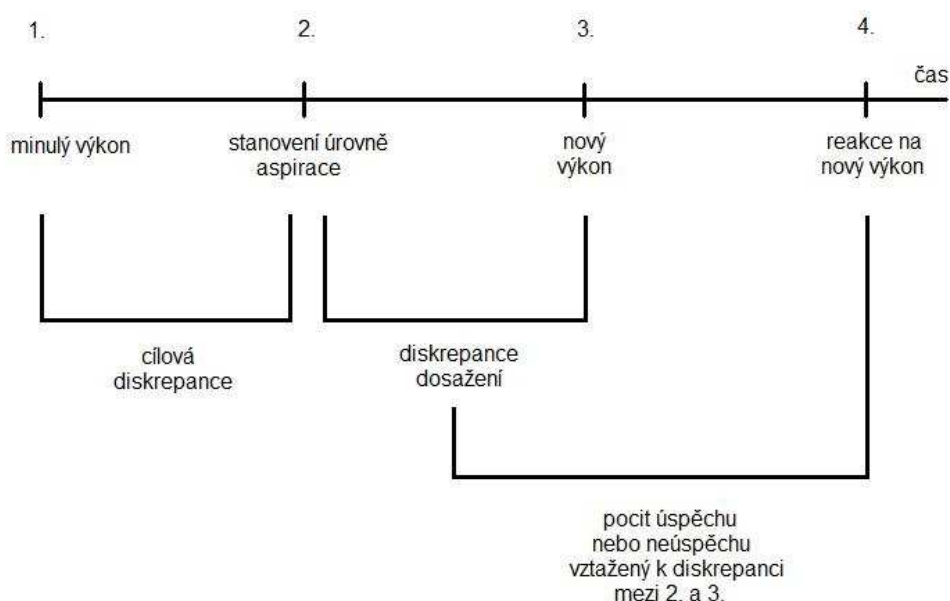 1.
2.
3.
4.
čas
minulý výkon
stanovení úrovně
aspirace
nový
výkon
reakce na
nový výkon
cílová
diskrepance
diskrepance
dosažení
pocit úspěchu
nebo neúspěchu
vztažený k diskrepanci
mezi 2. a 3.